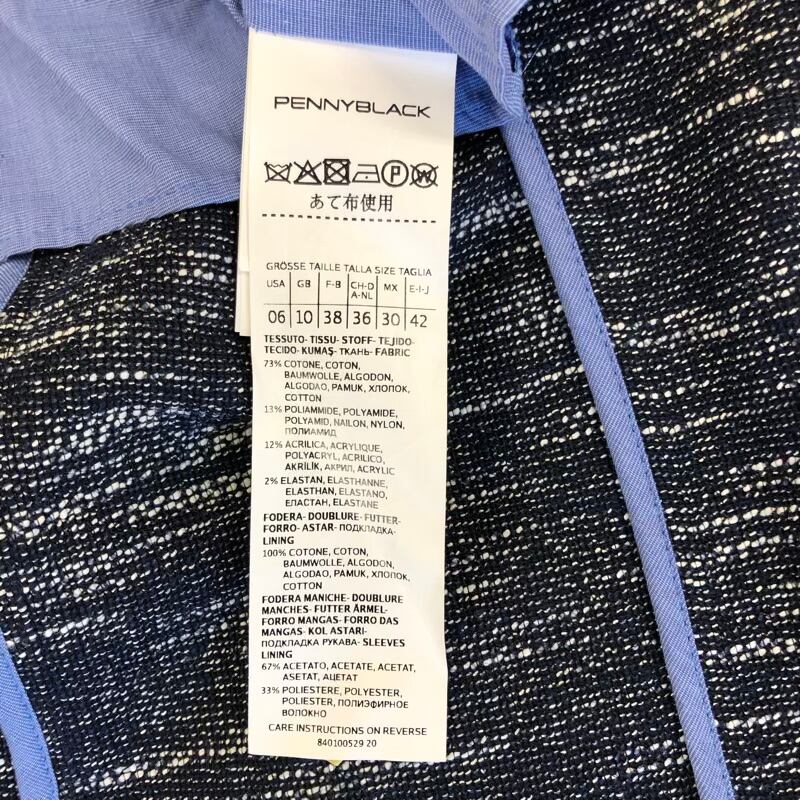 PENNYBLACK
P W
あて布使用
GRÖSSE TAILLE TALLA SIZE TAGLIA
USA GB F-B CH-D A-NL MX E-I-J
06 10 38 36 30 42
TESSUTO- TISSU- STOFF- TEJIDO-
TECIDO- KUMAŞ- ТКАНЬ- FABRIC
73% COTONE, COTON,
BAUMWOLLE, ALGODON,
ALGODAO, PAMUK, ХЛОПОК,
COTTON
13% POLIAMMIDE, POLYAMIDE,
POLYAMID, NAILON, NYLON,
ПОЛИАМИД
12% ACRILICA, ACRYLIQUE,
POLYACRYL, ACRILICO,
AKRİLİK, АКРИЛ, ACRYLIC
2% ELASTAN, ELASTHANNE,
ELASTHAN, ELASTANO,
ЕЛАСТАН, ELASTANE
FODERA- DOUBLURE- FUTTER-
FORRO- ASTAR- ПОДКЛАДКА-
LINING
100% COTONE, COTON,
BAUMWOLLE, ALGODON,
ALGODAO, PAMUK, ХЛОПОК,
COTTON
FODERA MANICHE- DOUBLURE
MANCHES- FUTTER ÄRMEL-
FORRO MANGAS- FORRO DAS
MANGAS- KOL ASTARI-
ПОДКЛАДКА РУКАВА- SLEEVES
LINING
67% ACETATO, ACETATE, ACETAT,
ASETAT, АЦЕТАТ
33% POLIESTERE, POLYESTER,
POLIESTER, ПОЛИЭФИРНОЕ
ВОЛОКНО
CARE INSTRUCTIONS ON REVERSE
840100529 20